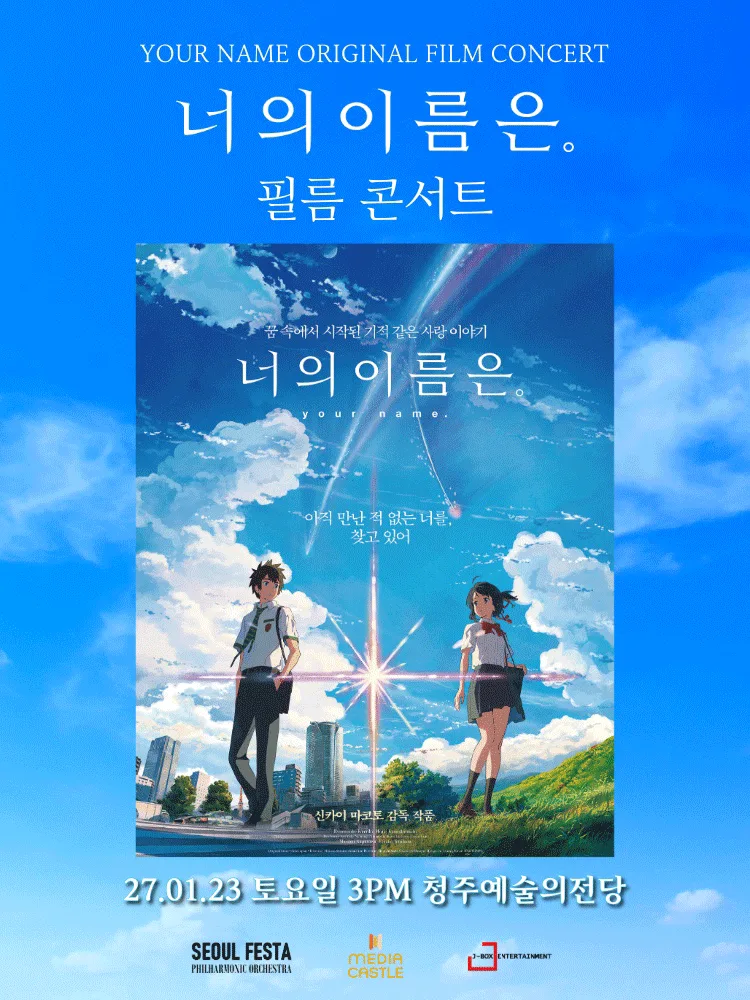 YOUR NAME ORIGINAL FILM CONCERT
너의이름은。
필름 콘서트
꿈 속에서 시작된 기적 같은 사랑 이야기
너의이름은。
your name.
아직 만난 적 없는 너를,
찾고 있어
신카이 마코토 감독 작품
27.01.23 토요일 3PM 청주예술의전당
SEOUL FESTA
PHILHARMONIC ORCHESTRA
MEDIA
CASTLE
J-BOX ENTERTAINMENT